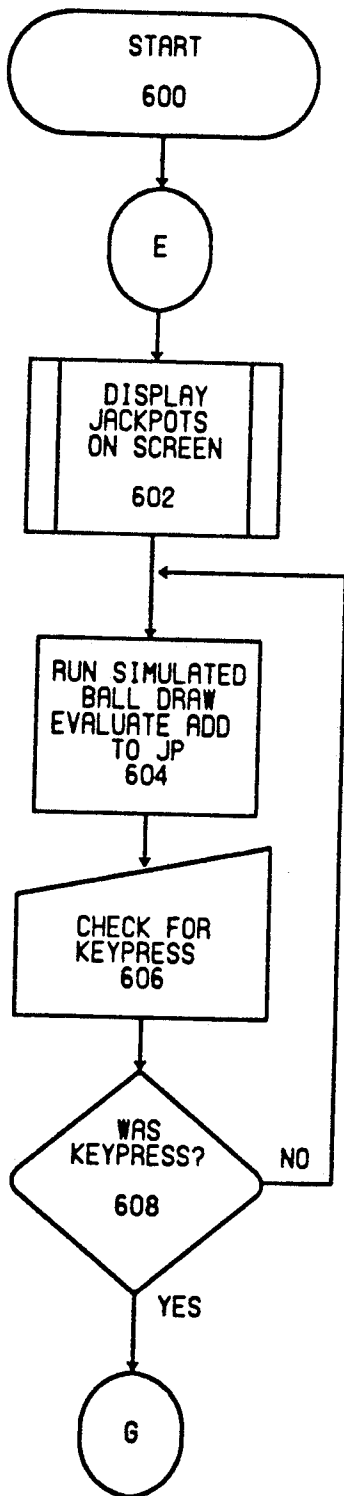 START
600
E
DISPLAY
JACKPOTS
ON SCREEN
602
RUN SIMULATED
BALL DRAW
EVALUATE ADD
TO JP
604
CHECK FOR
KEYPRESS
606
WAS
KEYPRESS?
608
NO
YES
G